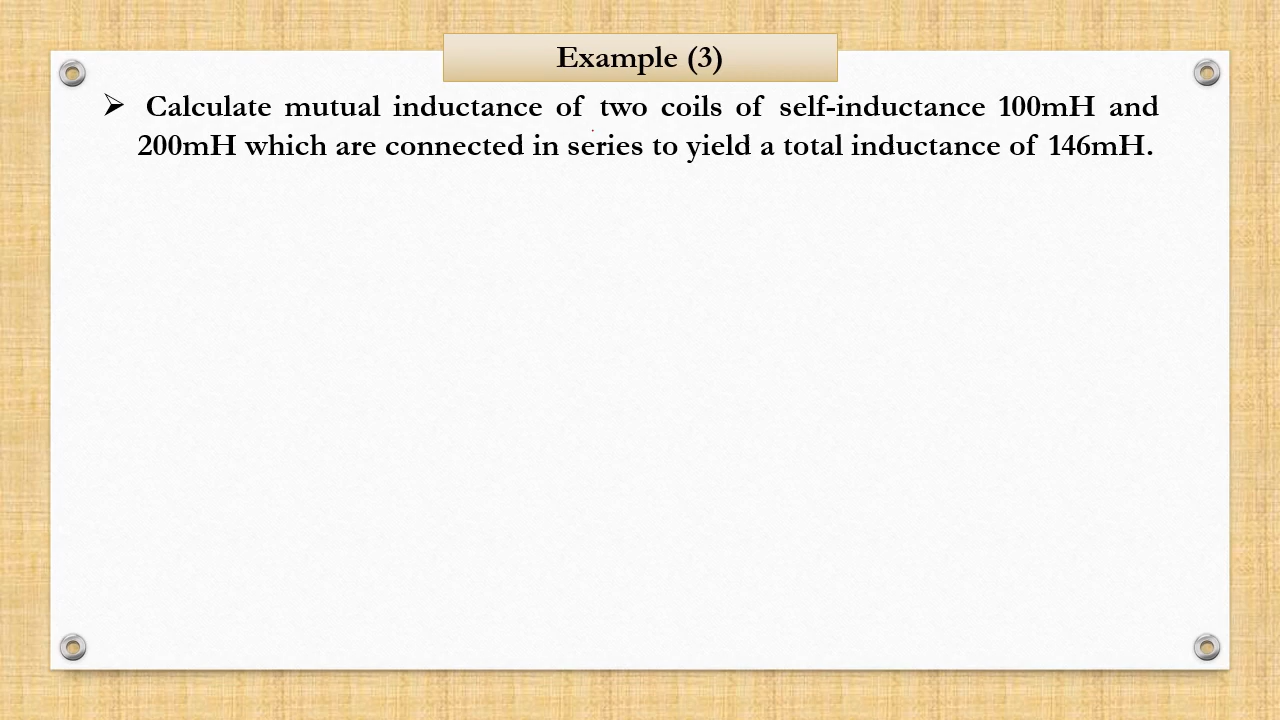 Example (3)
➢ Calculate mutual inductance of two coils of self-inductance 100mH and
200mH which are connected in series to yield a total inductance of 146mH.